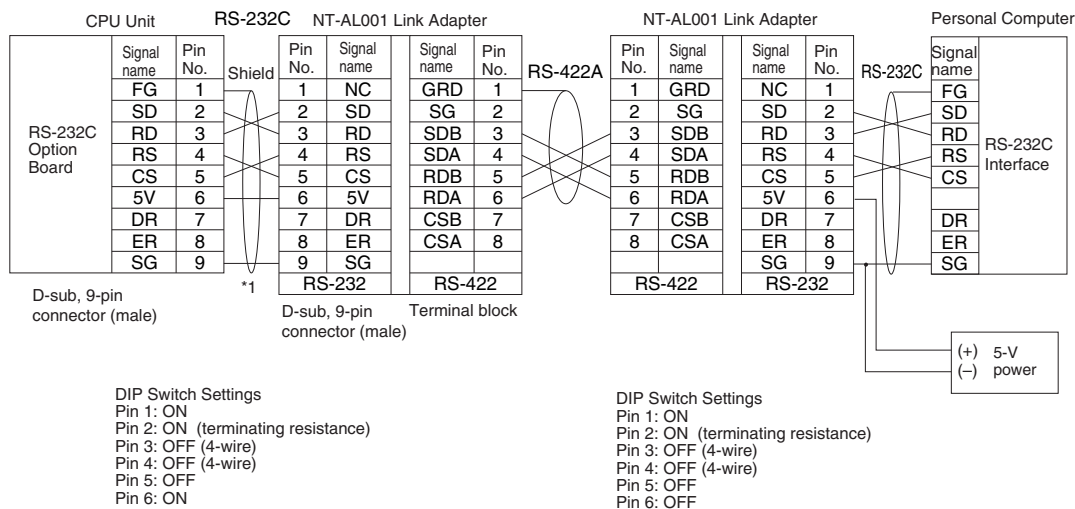 CPU Unit RS-232C NT-AL001 Link Adapter NT-AL001 Link Adapter Personal Computer
Signal name Pin No. Shield Pin No. Signal name Signal name Pin No. RS-422A Pin No. Signal name Signal name Pin No. RS-232C Signal name
FG 1 1 NC GRD 1 1 GRD NC 1 FG
SD 2 2 SD SG 2 2 SG SD 2 SD
RS-232C Option Board RD 3 3 RD SDB 3 3 SDB RD 3 RD RS-232C Interface
RS 4 4 RS SDA 4 4 SDA RS 4 RS
CS 5 5 CS RDB 5 5 RDB CS 5 CS
5V 6 6 5V RDA 6 6 RDA 5V 6
DR 7 7 DR CSB 7 7 CSB DR 7 DR
ER 8 8 ER CSA 8 8 CSA ER 8 ER
SG 9 9 SG SG 9 SG
*1 RS-232 RS-422 RS-422 RS-232
D-sub, 9-pin
connector (male)
D-sub, 9-pin
connector (male)
Terminal block
(+) 5-V
(–) power
DIP Switch Settings
Pin 1: ON
Pin 2: ON (terminating resistance)
Pin 3: OFF (4-wire)
Pin 4: OFF (4-wire)
Pin 5: OFF
Pin 6: ON
DIP Switch Settings
Pin 1: ON
Pin 2: ON (terminating resistance)
Pin 3: OFF (4-wire)
Pin 4: OFF (4-wire)
Pin 5: OFF
Pin 6: OFF